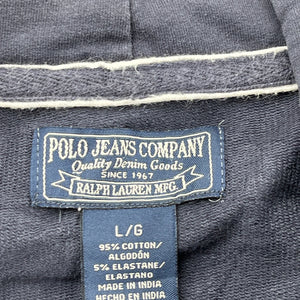 POLO JEANS COMPANY
Quality Denim Goods
SINCE 1967
RALPH LAUREN MFG.
L/G
95% COTTON/
ALGODÓN
5% ELASTANE/
ELASTANO
MADE IN INDIA
HECHO EN INDIA